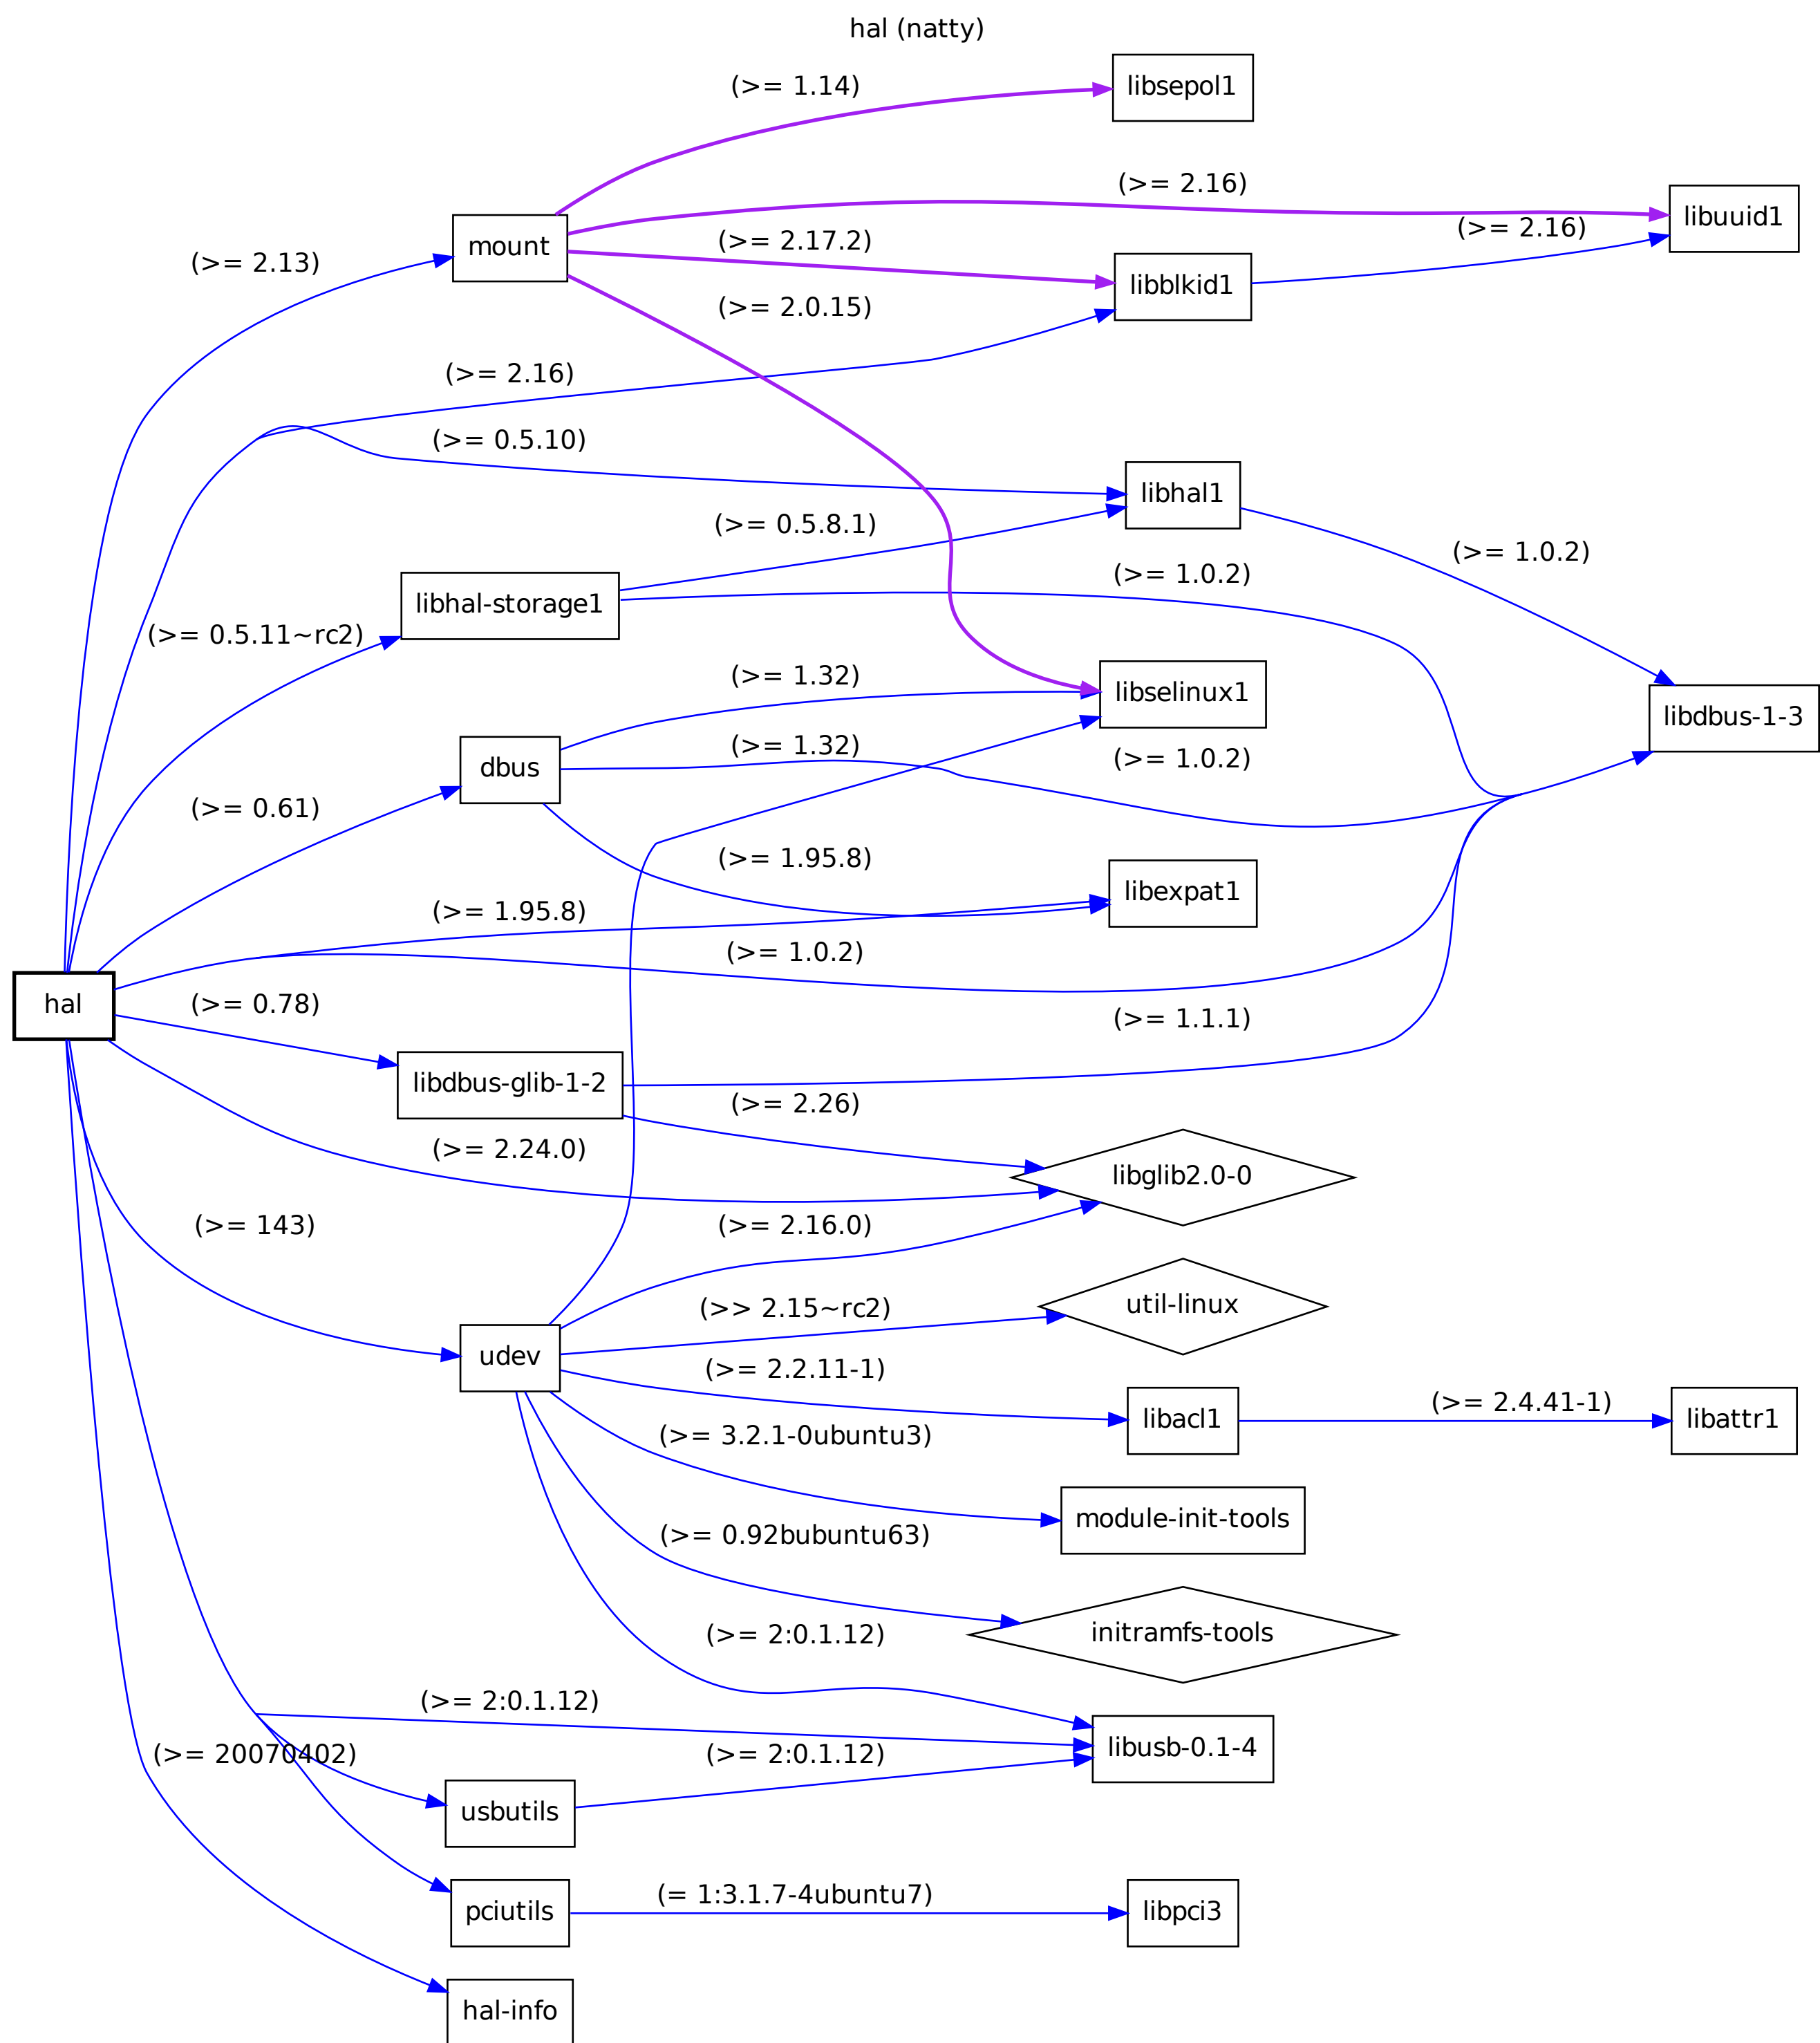 hal (natty)
(>= 1.14)
libsepol1
(>= 2.16)
libuuid1
(>= 2.16)
mount
(>= 2.17.2)
(>= 2.13)
libblkid1
(>= 2.0.15)
(>= 2.16)
(>= 0.5.10)
libhal1
(>= 0.5.8.1)
(>= 1.0.2)
(>= 1.0.2)
libhal-storage1
(>= 0.5.11~rc2)
(>= 1.32)
libselinux1
libdbus-1-3
(>= 1.32)
(>= 1.0.2)
dbus
(>= 0.61)
(>= 1.95.8)
libexpat1
(>= 1.95.8)
(>= 1.0.2)
hal
(>= 0.78)
(>= 1.1.1)
libdbus-glib-1-2
(>= 2.26)
(>= 2.24.0)
libglib2.0-0
(>= 143)
(>= 2.16.0)
(>> 2.15~rc2)
util-linux
udev
(>= 2.2.11-1)
(>= 2.4.41-1)
libacl1
libattr1
(>= 3.2.1-0ubuntu3)
module-init-tools
(>= 0.92bubuntu63)
(>= 2:0.1.12)
initramfs-tools
(>= 2:0.1.12)
(>= 20070402)
(>= 2:0.1.12)
libusb-0.1-4
usbutils
(= 1:3.1.7-4ubuntu7)
pciutils
libpci3
hal-info